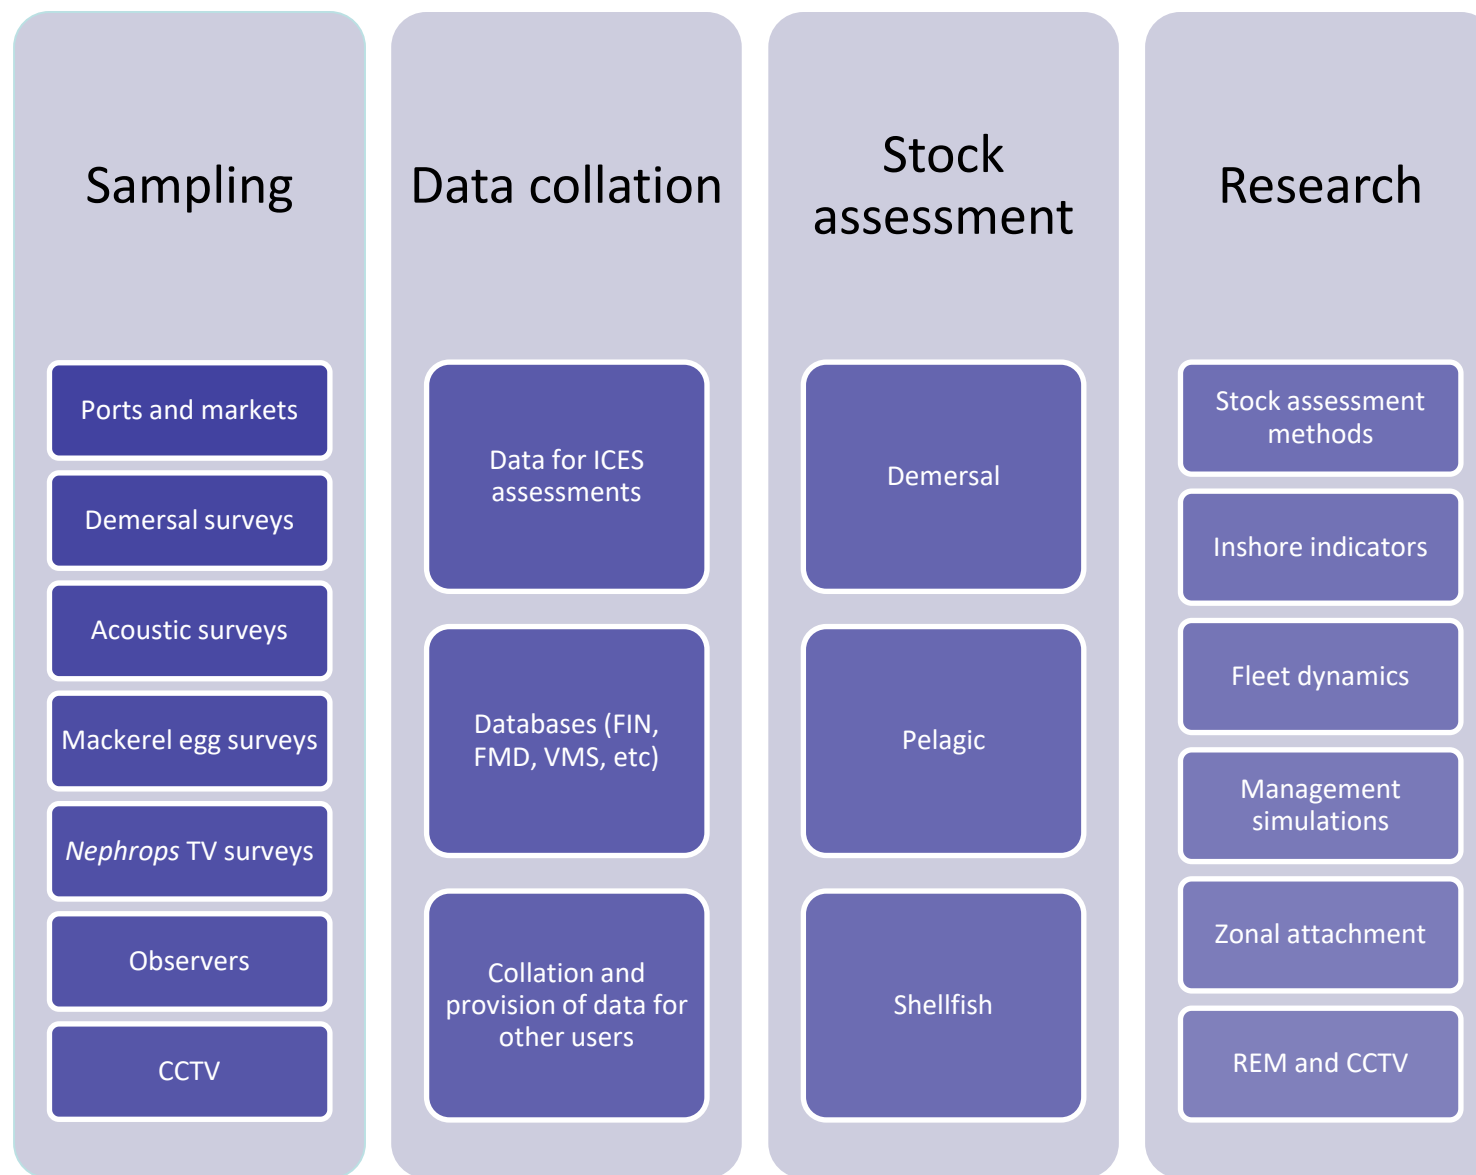 Sampling
Ports and markets
Demersal surveys
Acoustic surveys
Mackerel egg surveys
Nephrops TV surveys
Observers
CCTV
Data collation
Data for ICES
assessments
Databases (FIN,
FMD, VMS, etc)
Collation and
provision of data for
other users
Stock
assessment
Demersal
Pelagic
Shellfish
Research
Stock assessment
methods
Inshore indicators
Fleet dynamics
Management
simulations
Zonal attachment
REM and CCTV